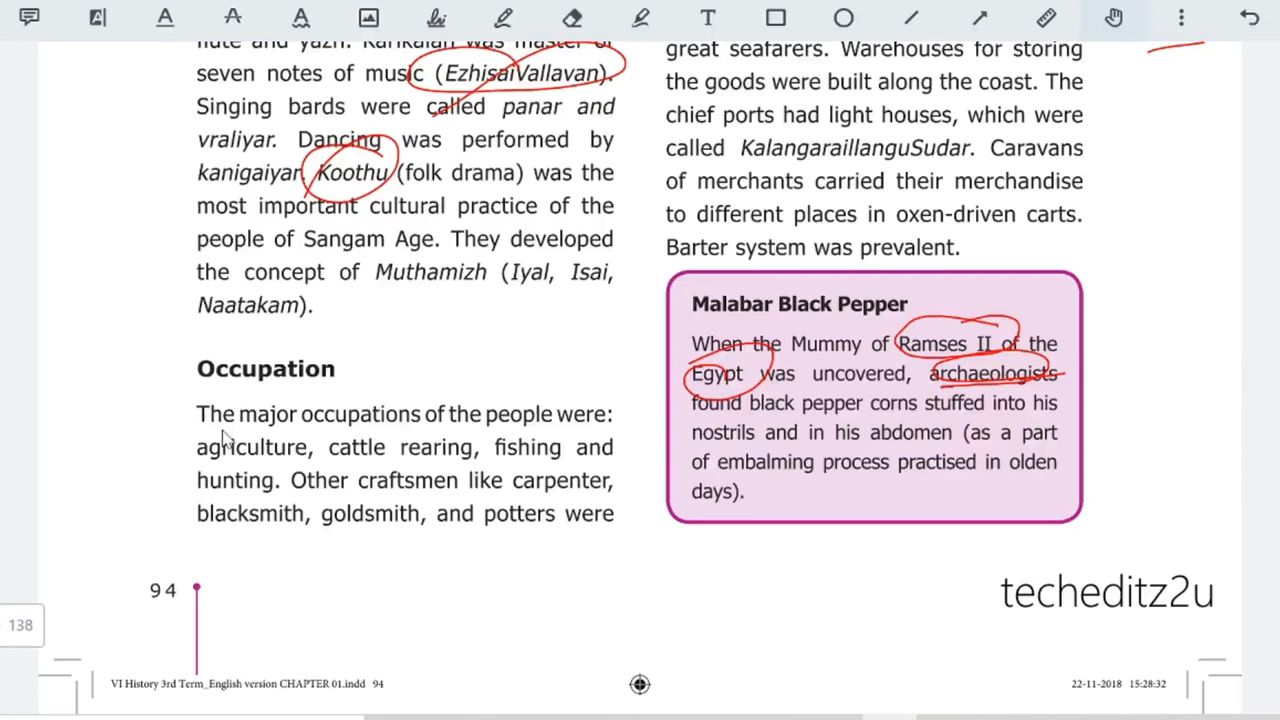 flute and yazh. Karikalan was master of
seven notes of music (EzhisaiVallavan).
Singing bards were called panar and
vraliyar. Dancing was performed by
kanigaiyar. Koothu (folk drama) was the
most important cultural practice of the
people of Sangam Age. They developed
the concept of Muthamizh (Iyal, Isai,
Naatakam).
Occupation
The major occupations of the people were:
agriculture, cattle rearing, fishing and
hunting. Other craftsmen like carpenter,
blacksmith, goldsmith, and potters were
great seafarers. Warehouses for storing
the goods were built along the coast. The
chief ports had light houses, which were
called KalangaraillanguSudar. Caravans
of merchants carried their merchandise
to different places in oxen-driven carts.
Barter system was prevalent.
Malabar Black Pepper
When the Mummy of Ramses II of the
Egypt was uncovered, archaeologists
found black pepper corns stuffed into his
nostrils and in his abdomen (as a part
of embalming process practised in olden
days).
94
techeditz2u
138
VI History 3rd Term_English version CHAPTER 01.indd 94
22-11-2018 15:28:32